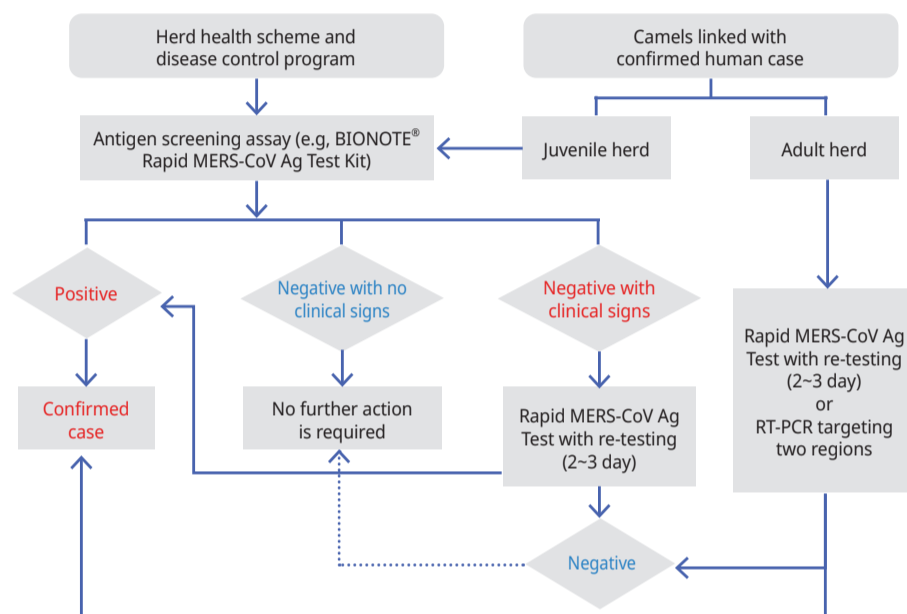 Herd health scheme and
disease control program
Camels linked with
confirmed human case
Antigen screening assay (e.g, BIONOTE®
Rapid MERS-CoV Ag Test Kit)
Juvenile herd
Adult herd
Positive
Negative with no
clinical signs
Negative with
clinical signs
Rapid MERS-CoV Ag
Test with re-testing
(2~3 day)
or
RT-PCR targeting
two regions
Confirmed
case
No further action
is required
Rapid MERS-CoV Ag
Test with re-testing
(2~3 day)
Negative